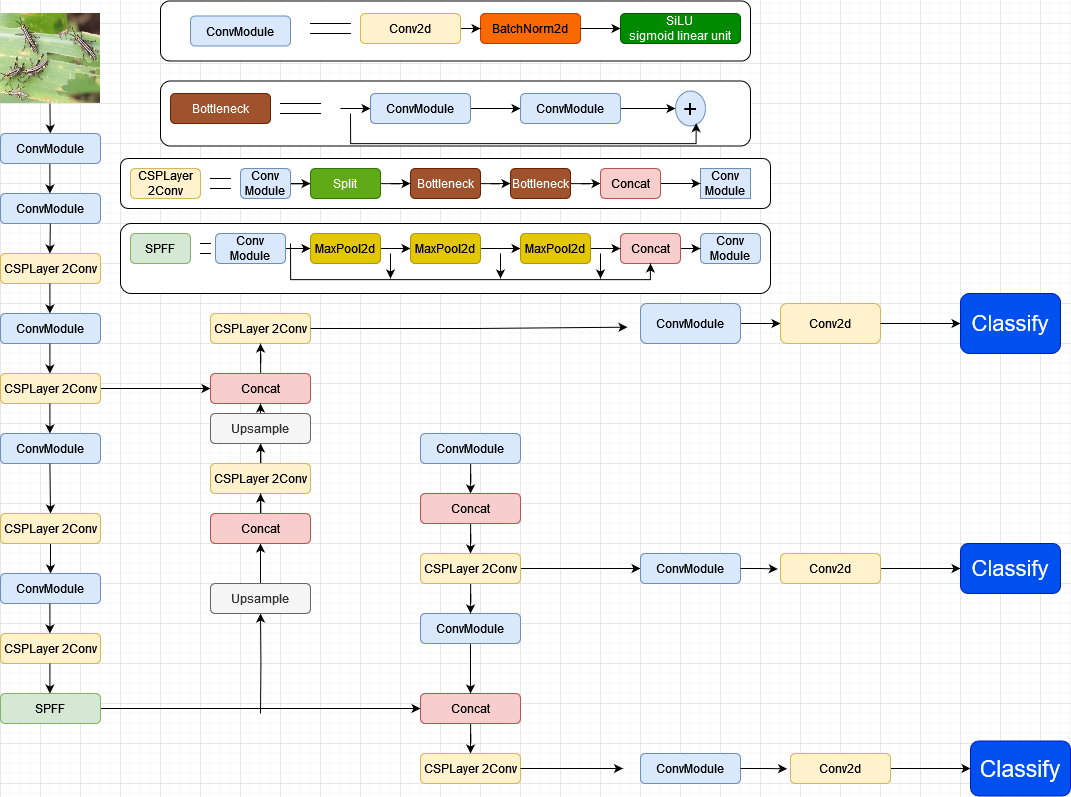 ConvModule
Conv2d
BatchNorm2d
SiLU
sigmoid linear unit
Bottleneck
ConvModule
ConvModule
+
CSPLayer
2Conv
Conv
Module
Split
Bottleneck
Bottleneck
Concat
Conv
Module
SPFF
Conv
Module
MaxPool2d
MaxPool2d
MaxPool2d
Concat
Conv
Module
ConvModule
ConvModule
CSPLayer 2Conv
ConvModule
CSPLayer 2Conv
ConvModule
CSPLayer 2Conv
ConvModule
CSPLayer 2Conv
SPFF
CSPLayer 2Conv
Concat
Upsample
CSPLayer 2Conv
Concat
Upsample
ConvModule
Concat
CSPLayer 2Conv
ConvModule
Concat
CSPLayer 2Conv
ConvModule
Conv2d
Classify
ConvModule
Conv2d
Classify
ConvModule
Conv2d
Classify